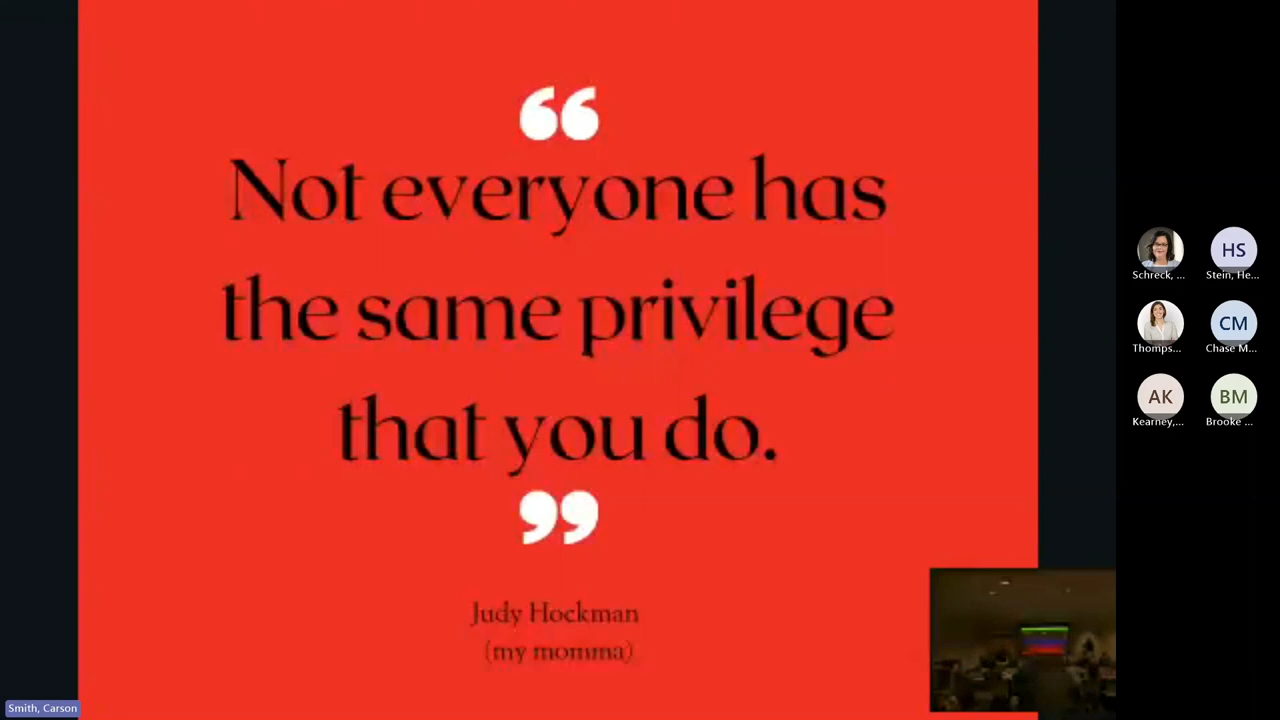 “
Not everyone has
the same privilege
that you do.
”
Judy Hockman
(my momma)
Smith, Carson
Schreck, ...
HS
Stein, He...
Thomps...
CM
Chase M...
AK
Kearney,...
BM
Brooke ...